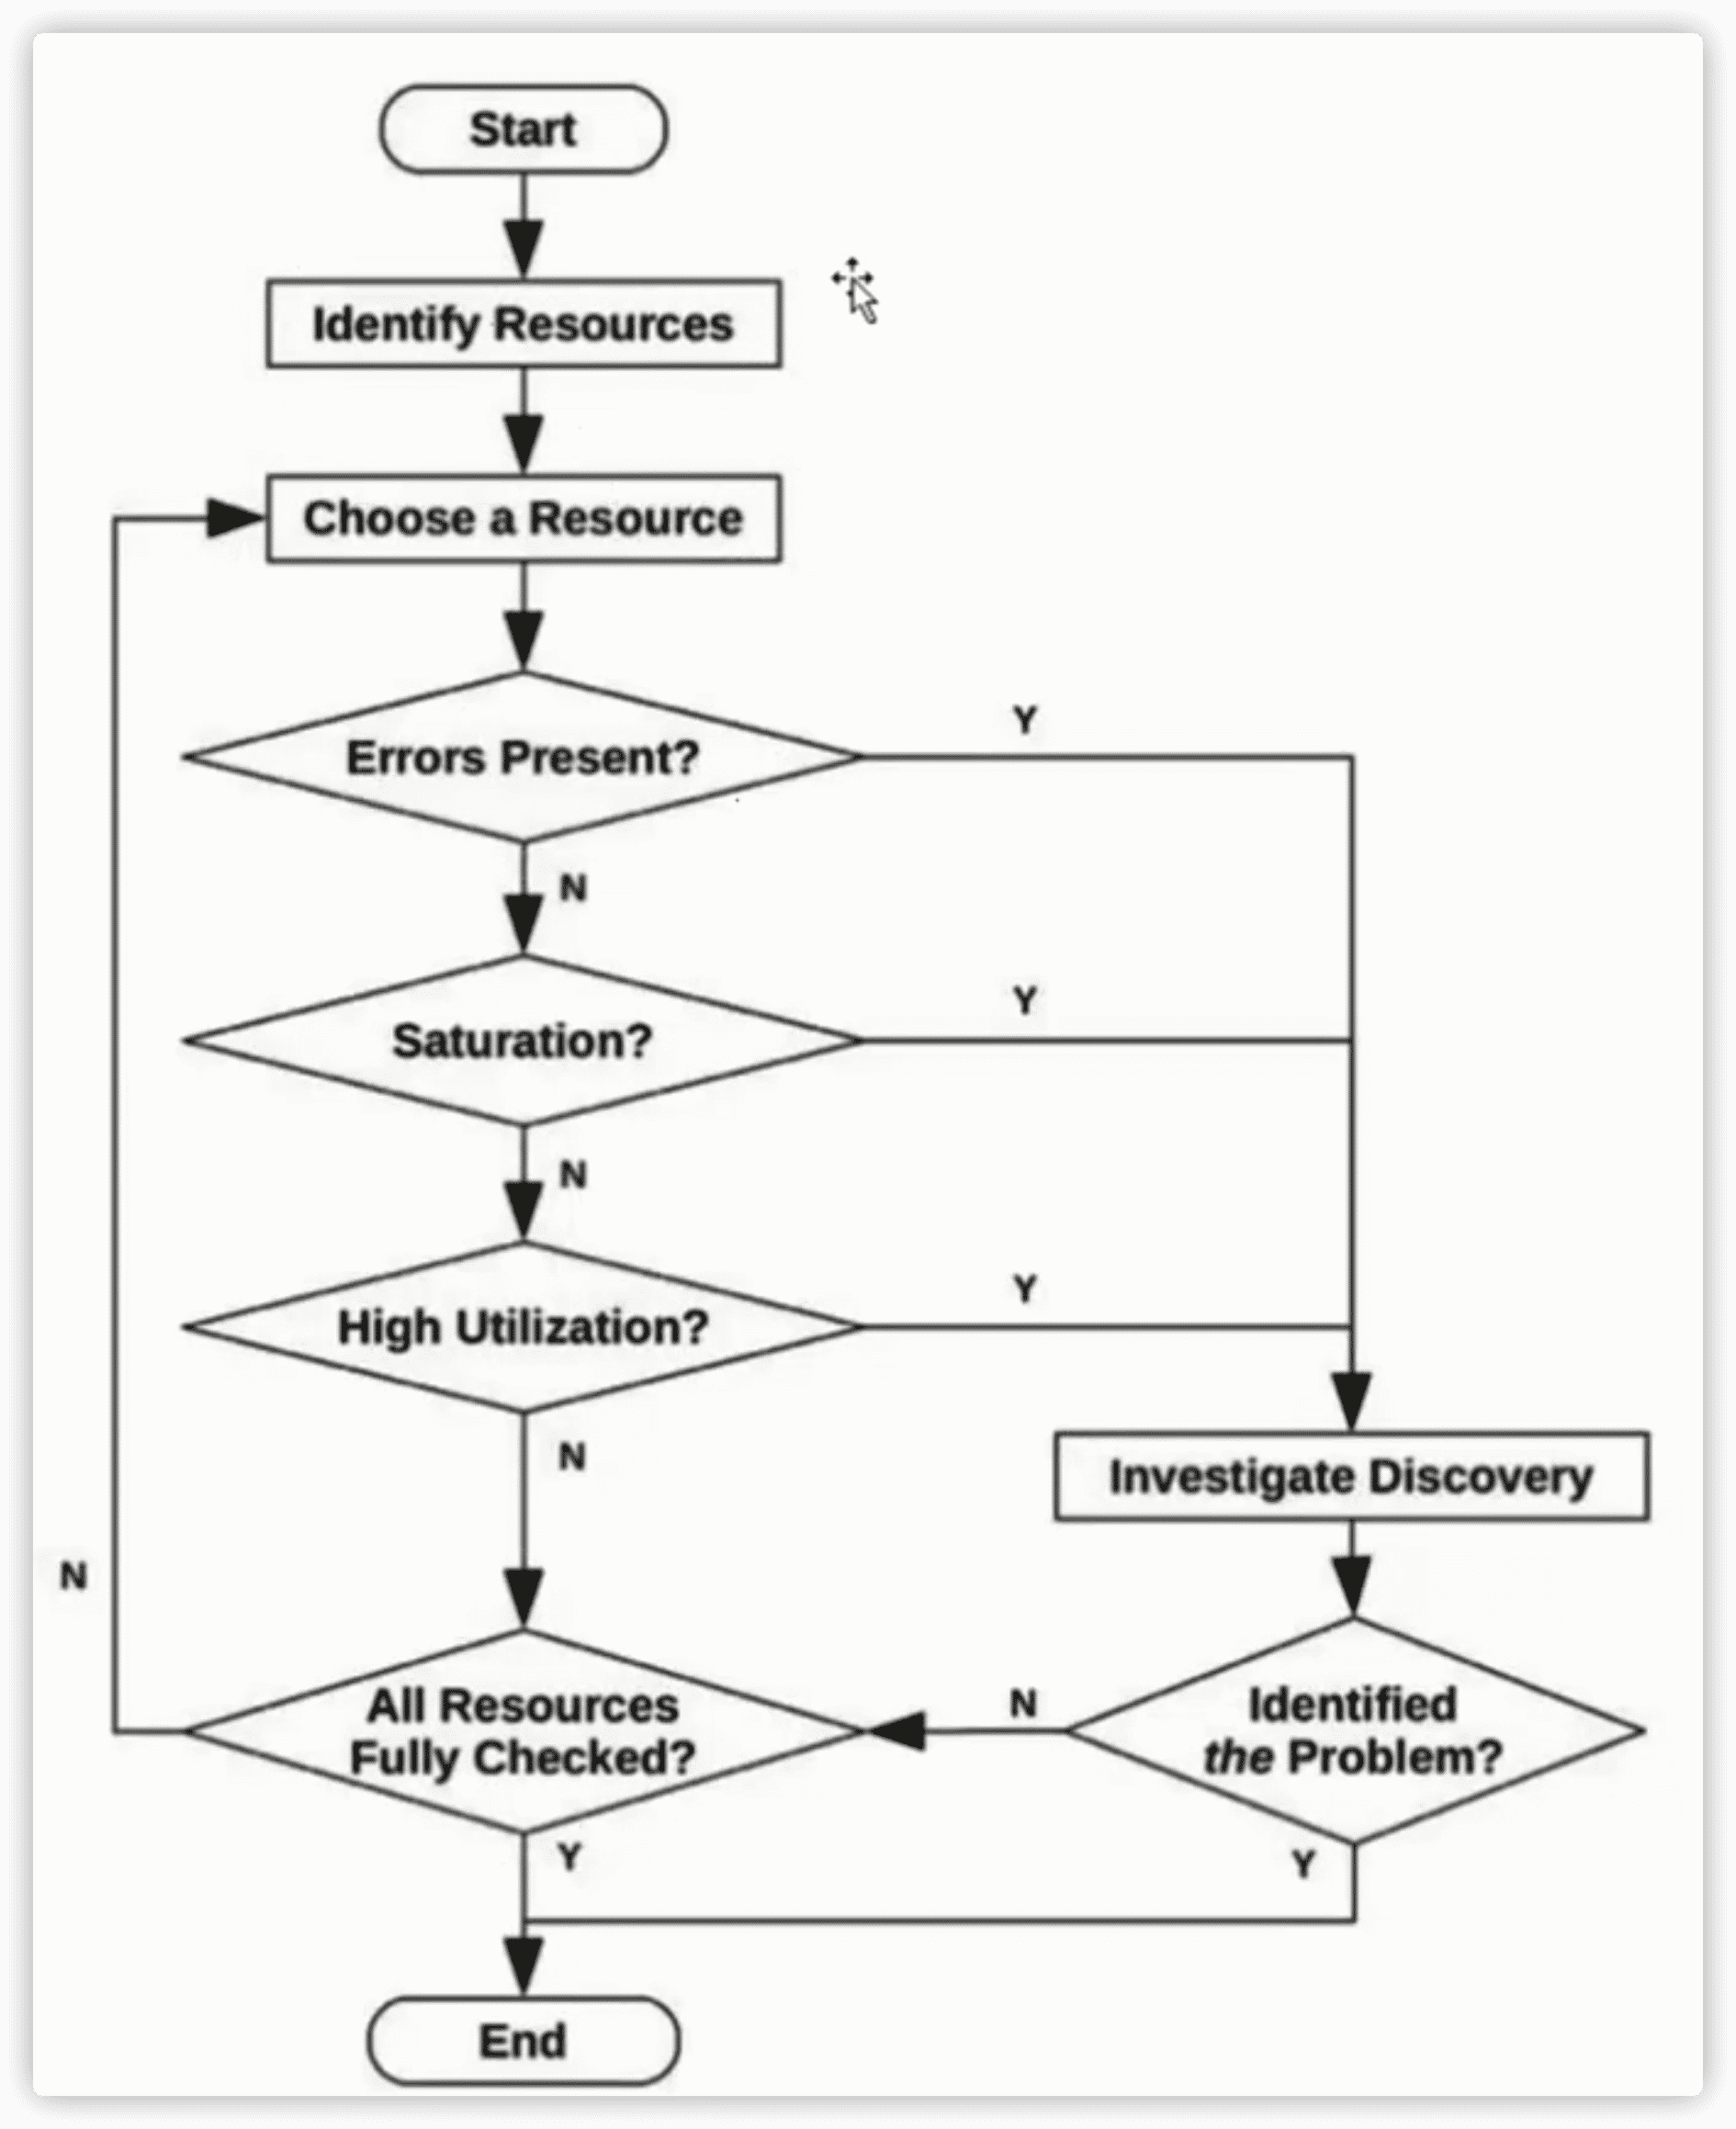 Start
Identify Resources
Choose a Resource
Errors Present?
Y
N
Saturation?
Y
N
High Utilization?
Y
N
Investigate Discovery
N
All Resources
Fully Checked?
N
Identified
the Problem?
Y
Y
End